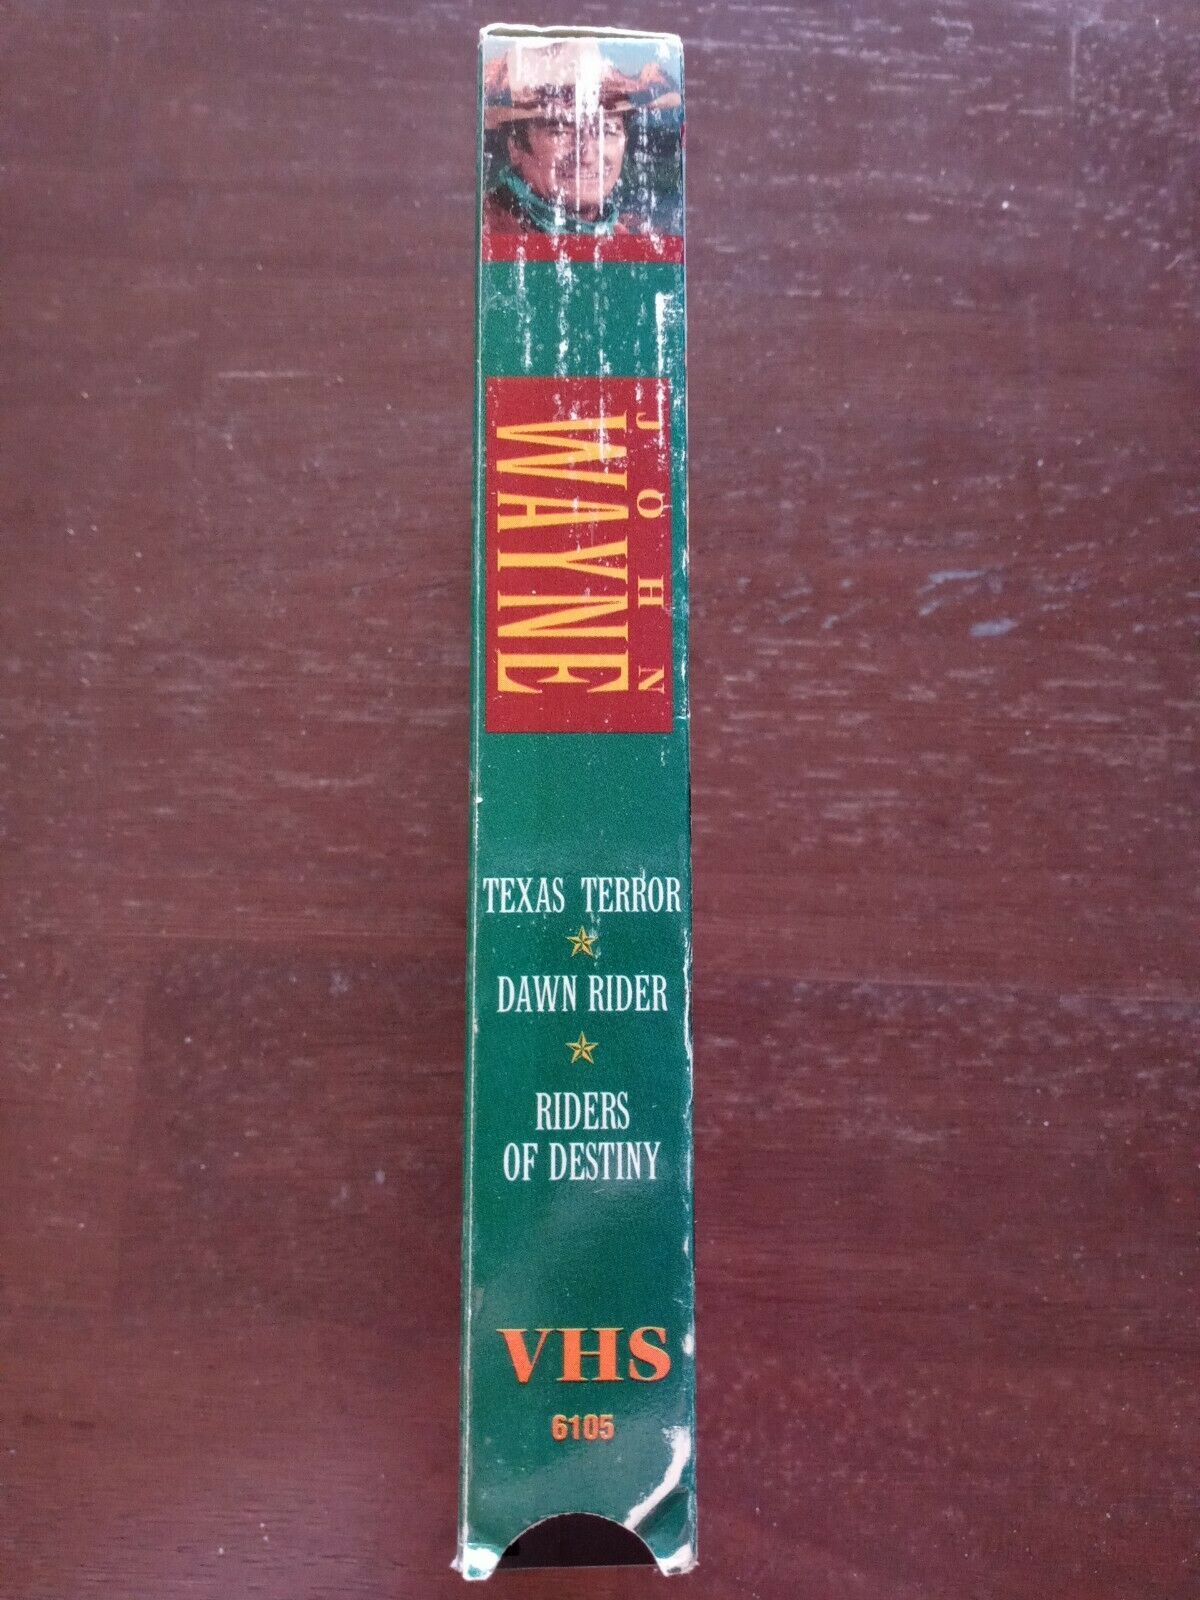 JOHN
WAYNE
TEXAS TERROR
DAWN RIDER
RIDERS
OF DESTINY
VHS
6105